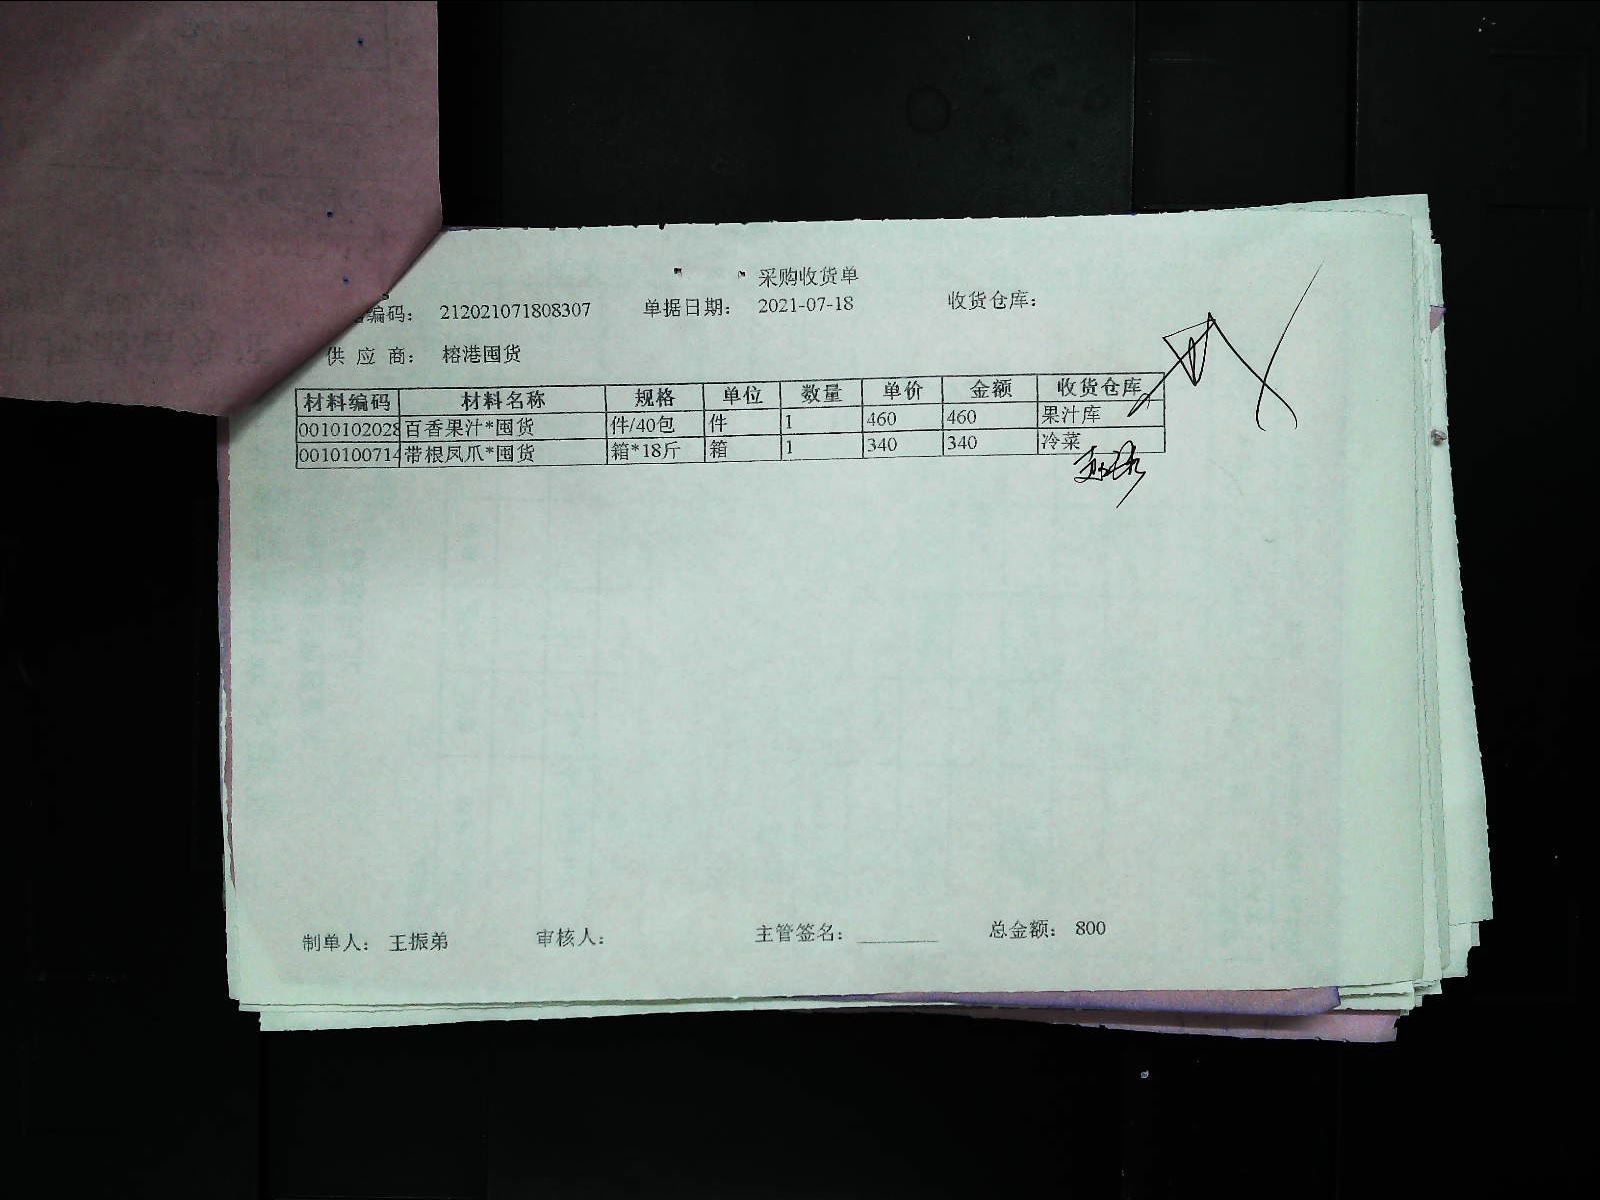 采购收货单
编码： 212021071808307 单据日期： 2021-07-18 收货仓库：
供 应 商： 榕港囤货
材料编码 材料名称 规格 单位 数量 单价 金额 收货仓库
0010102028 百香果汁*囤货 件/40包 件 1 460 460 果汁库
0010100714 带根凤爪*囤货 箱*18斤 箱 1 340 340 冷菜
制单人： 王振弟 审核人： 主管签名： 总金额： 800